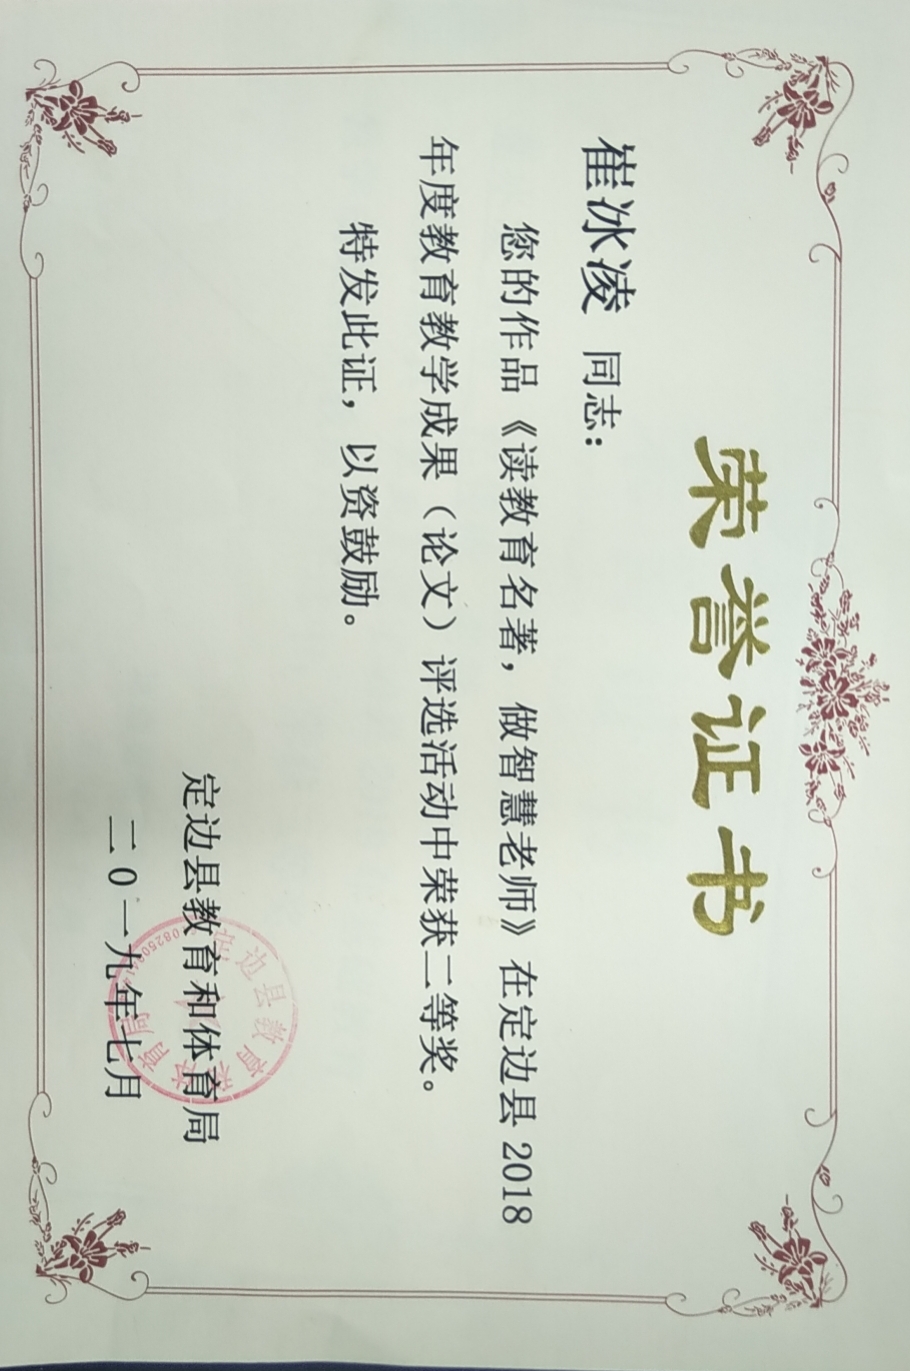 荣誉证书
崔冰凌 同志：
您的作品《读教育名著，做智慧老师》在定边县2018
年度教育教学成果（论文）评选活动中荣获二等奖。
特发此证，以资鼓励。
定边县教育和体育局
二0一九年七月